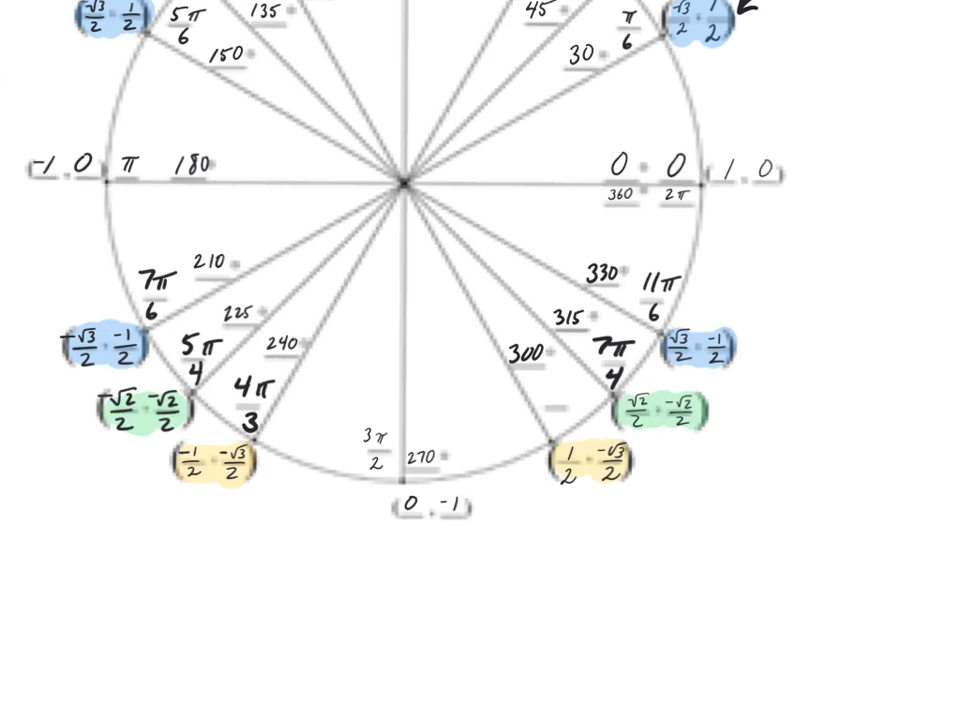 (-√3/2, 1/2) 5π/6 135° 45° π/6 (√3/2, 1/2)
150° 30°
(-1, 0) π 180° 0° 0 (1, 0)
360° 2π
7π/6 210° 330° 11π/6
(-√3/2, -1/2) 225° 315° (√3/2, -1/2)
5π/4 240° 300° 7π/4
(-√2/2, -√2/2) 4π/3 (√2/2, -√2/2)
(-1/2, -√3/2) 3π/2 270° (1/2, -√3/2)
(0, -1)